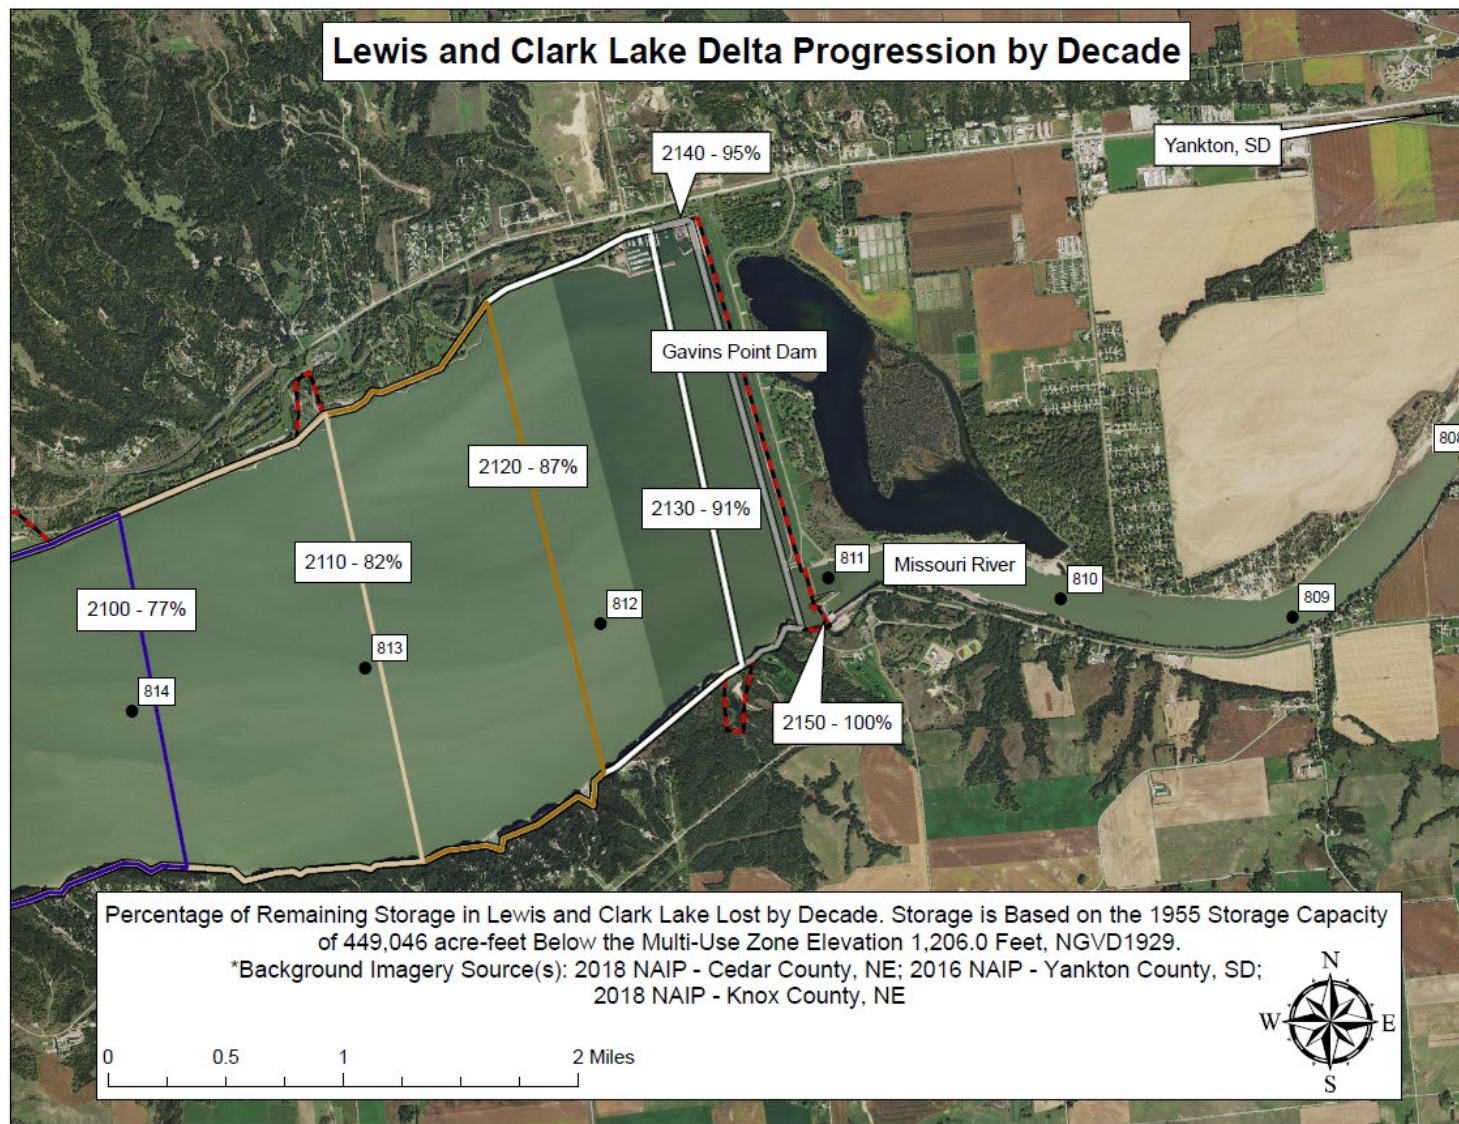 Lewis and Clark Lake Delta Progression by Decade
2140 - 95%
Yankton, SD
Gavins Point Dam
808
2120 - 87%
2130 - 91%
2110 - 82%
811
Missouri River
810
2100 - 77%
812
809
813
814
2150 - 100%
Percentage of Remaining Storage in Lewis and Clark Lake Lost by Decade. Storage is Based on the 1955 Storage Capacity
of 449,046 acre-feet Below the Multi-Use Zone Elevation 1,206.0 Feet, NGVD1929.
*Background Imagery Source(s): 2018 NAIP - Cedar County, NE; 2016 NAIP - Yankton County, SD;
2018 NAIP - Knox County, NE
N
W E
S
0 0.5 1 2 Miles